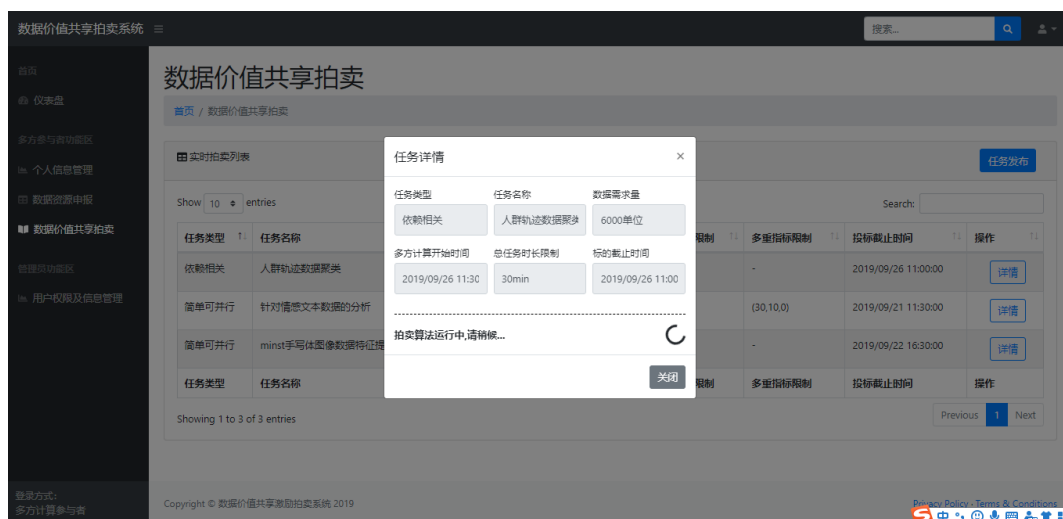 数据价值共享拍卖系统
搜索...
首页
仪表盘
多方参与者功能区
个人信息管理
数据资源申报
数据价值共享拍卖
管理员功能区
用户权限及信息管理
登录方式:
多方计算参与者
数据价值共享拍卖
首页 / 数据价值共享拍卖
实时拍卖列表
任务发布
Show 10 entries
Search:
任务类型 任务名称 限制 多重指标限制 投标截止时间 操作
依赖相关 人群轨迹数据聚类 - 2019/09/26 11:00:00 详情
简单可并行 针对情感文本数据的分析 (30,10,0) 2019/09/21 11:30:00 详情
简单可并行 minst手写体图像数据特征提 - 2019/09/22 16:30:00 详情
任务类型 任务名称 限制 多重指标限制 投标截止时间 操作
Showing 1 to 3 of 3 entries
Previous 1 Next
任务详情 ×
任务类型 任务名称 数据需求量
依赖相关 人群轨迹数据聚 6000单位
多方计算开始时间 总任务时长限制 标的截止时间
2019/09/26 11:30 30min 2019/09/26 11:00
拍卖算法运行中,请稍候...
关闭
Copyright © 数据价值共享激励拍卖系统 2019
Privacy Policy · Terms & Conditions
中